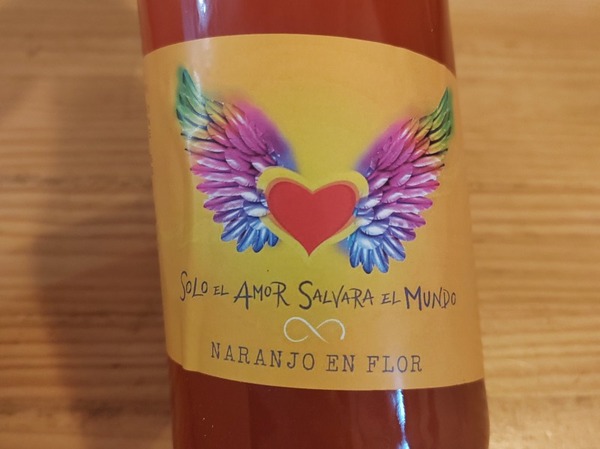 SOLO EL AMOR SALVARA EL MUNDO
NARANJO EN FLOR